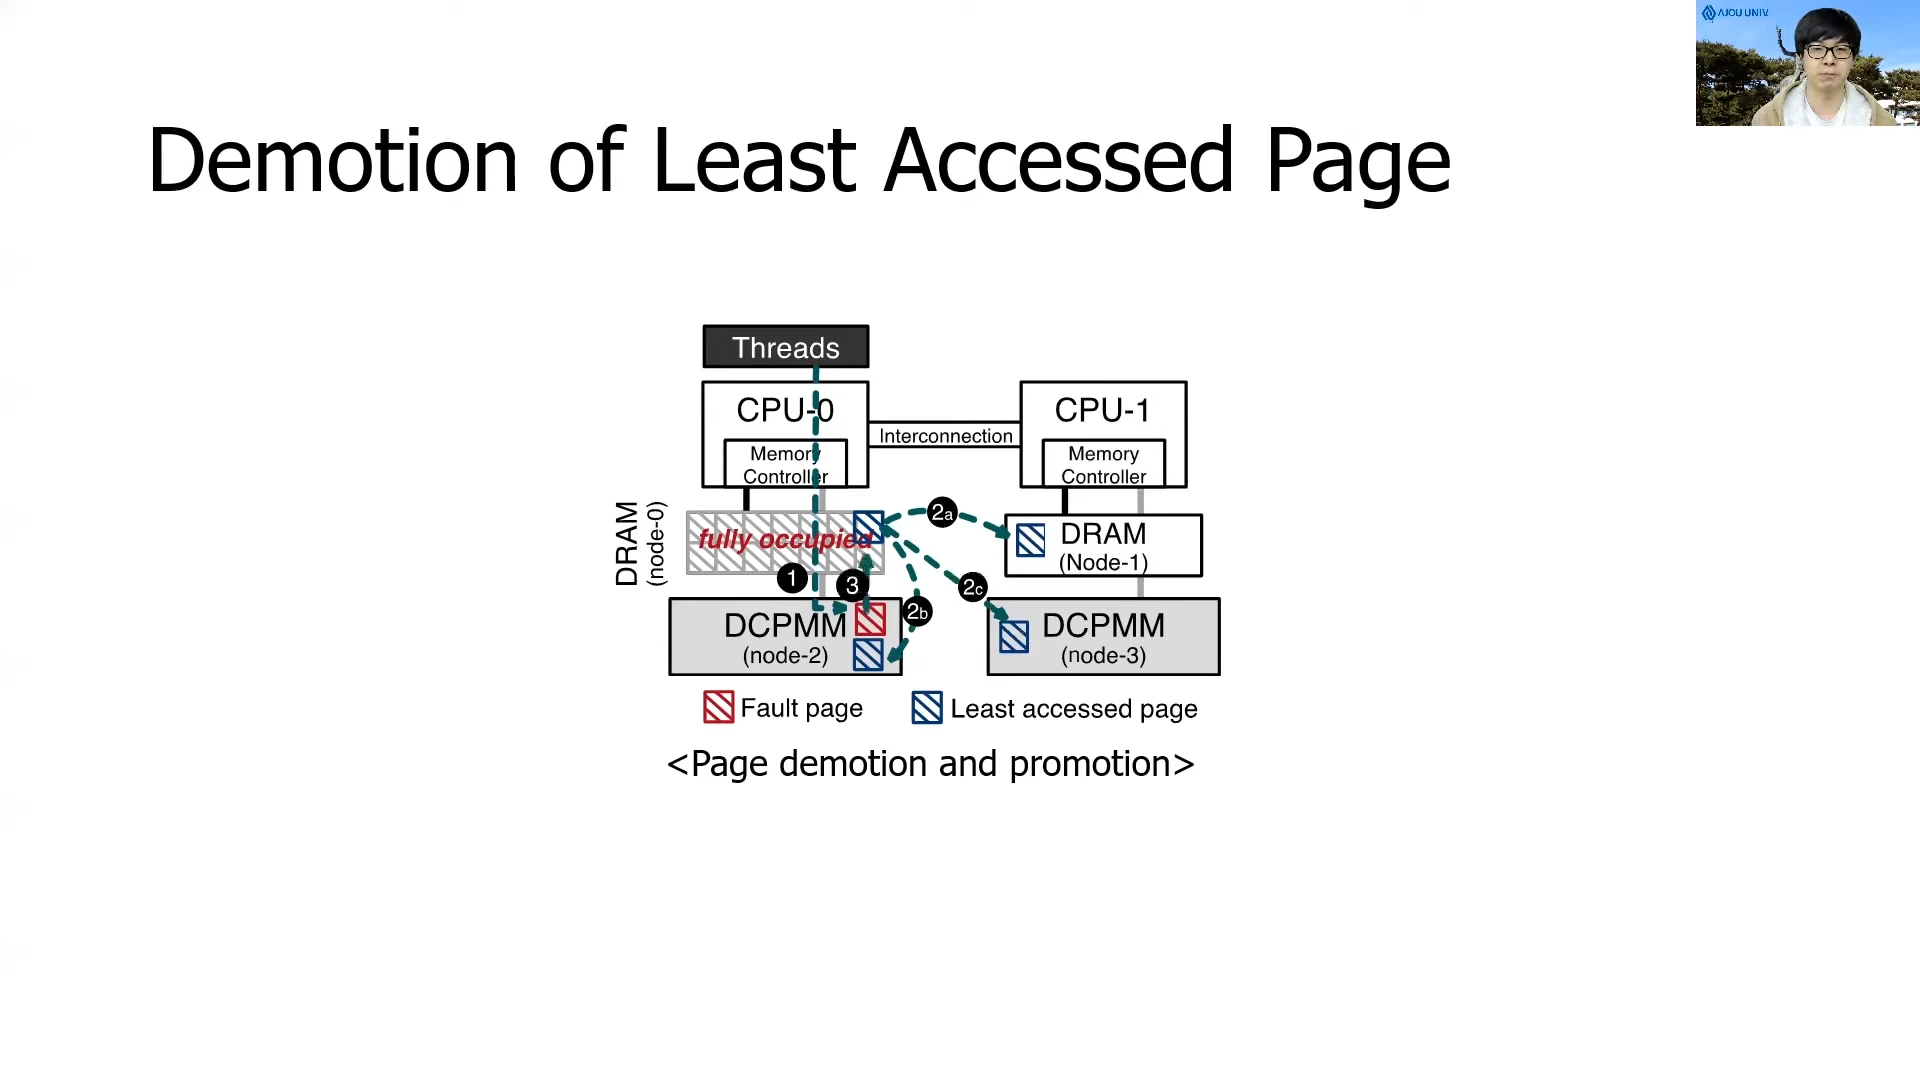 AJOU UNIV.
Demotion of Least Accessed Page
Threads
CPU-0
Memory
Controller
Interconnection
CPU-1
Memory
Controller
DRAM
(node-0)
fully occupied
2a
DRAM
(Node-1)
1
3
2b
2c
DCPMM
(node-2)
DCPMM
(node-3)
Fault page
Least accessed page
<Page demotion and promotion>